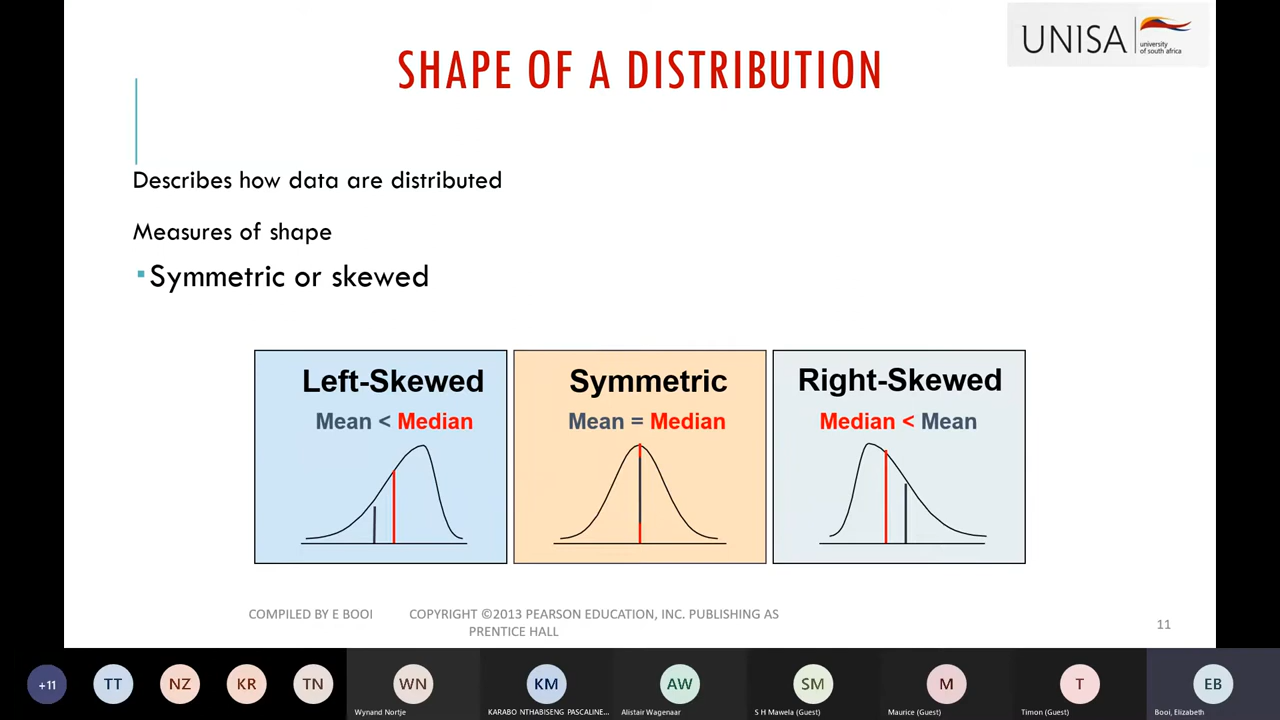 UNISA
university
of south africa
SHAPE OF A DISTRIBUTION
Describes how data are distributed
Measures of shape
▪Symmetric or skewed
Left-Skewed
Mean < Median
Symmetric
Mean = Median
Right-Skewed
Median < Mean
COMPILED BY E BOOI
COPYRIGHT ©2013 PEARSON EDUCATION, INC. PUBLISHING AS
PRENTICE HALL
11
+11
TT
NZ
KR
TN
WN
Wynand Nortje
KM
KARABO NTHABISENG PASCALINE...
AW
Alistair Wagenaar
SM
S H Mawela (Guest)
M
Maurice (Guest)
T
Timon (Guest)
EB
Booi, Elizabeth